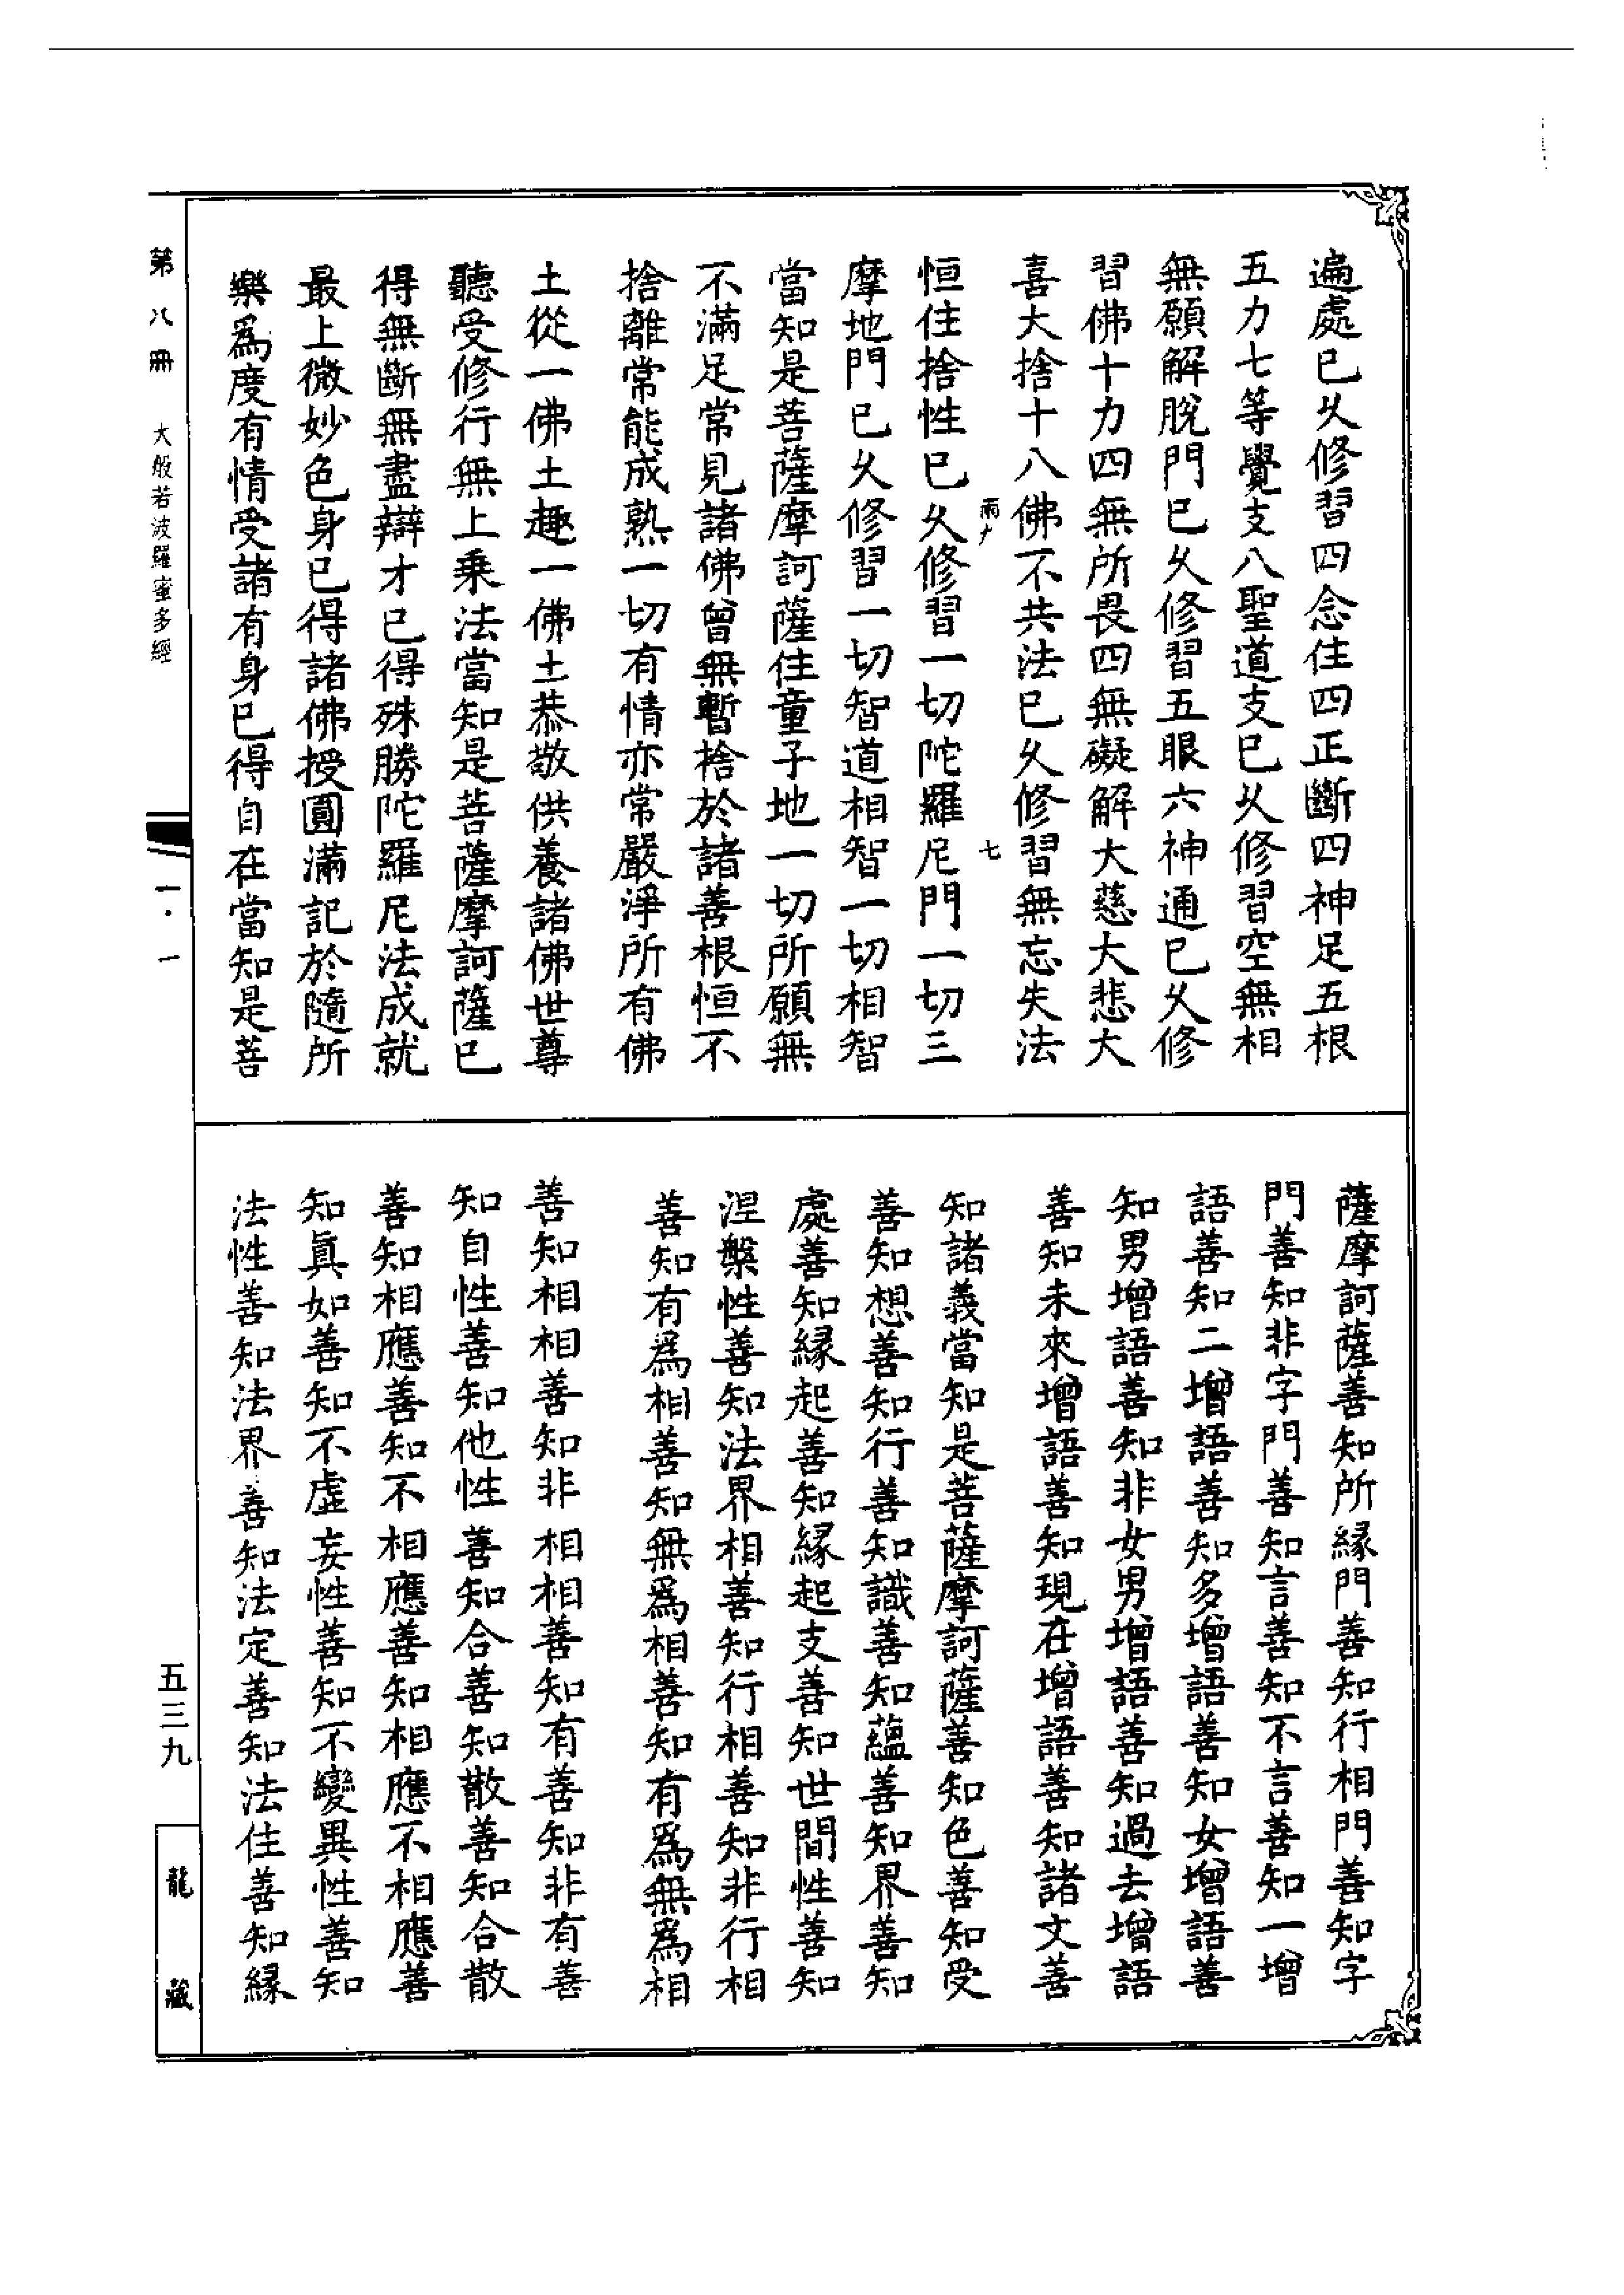 遍處已久修習四念住四正斷四神足五根
五力七等覺支八聖道支已久修習空無相
無願解脫門已久修習五眼六神通已久修
習佛十力四無所畏四無礙解大慈大悲大
喜大捨十八佛不共法已久修習無忘失法
七
恒住捨性已久修習一切陀羅尼門一切三
摩地門已久修習一切智道相智一切相智
當知是菩薩摩訶薩住童子地一切所願無
不滿足常見諸佛曾無暫捨於諸善根恒不
捨離常能成熟一切有情亦常嚴淨所有佛
土從一佛土趣一佛土恭敬供養諸佛世尊
聽受修行無上乗法當知是菩薩摩訶薩已
得無斷無盡辯才已得殊勝陀羅尼法成就
最上微妙色身已得諸佛授圓滿記於隨所
樂爲度有情受諸有身已得自在當知是菩
薩摩訶薩善知所緣門善知行相門善知字
門善知非字門善知言善知不言善知一增
語善知二增語善知多增語善知女增語善
知男增語善知非女男增語善知過去增語
善知未來增語善知現在增語善知諸文善
知諸義當知是菩薩摩訶薩善知色善知受
善知想善知行善知識善知蘊善知界善知
處善知緣起善知緣起支善知世間性善知
涅槃性善知法界相善知行相善知非行相
善知有爲相善知無爲相善知有爲無爲相
善知相相善知非相相善知有善知非有善
知自性善知他性善知合善知散善知合散
善知相應善知不相應善知相應不相應善
知眞如善知不虛妄性善知不變異性善知
法性善知法界善知法定善知法住善知緣
第八冊
大般若波羅蜜多經
一·一
五三九
龍藏